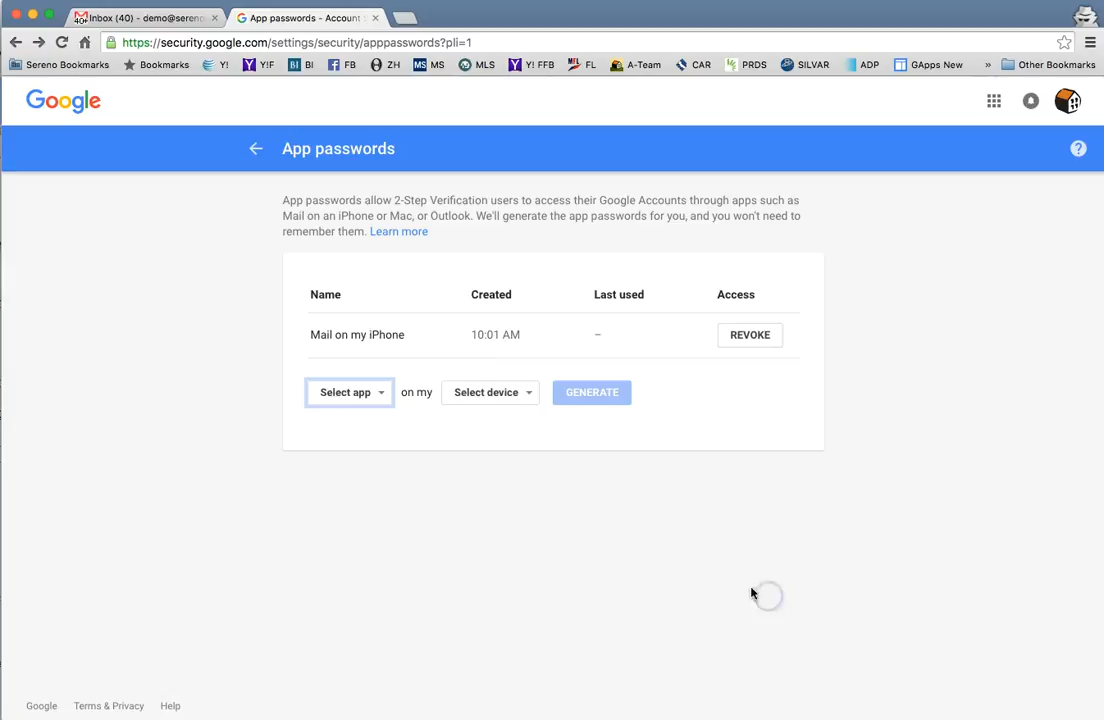 Inbox (40) - demo@sereno
App passwords - Account
https://security.google.com/settings/security/apppasswords?pli=1
Sereno Bookmarks Bookmarks Y! Y!F BI FB ZH MS MLS Y! FFB FL A-Team CAR PRDS SILVAR ADP GApps New » Other Bookmarks
Google
App passwords
App passwords allow 2-Step Verification users to access their Google Accounts through apps such as
Mail on an iPhone or Mac, or Outlook. We'll generate the app passwords for you, and you won't need to
remember them. Learn more
Name Created Last used Access
Mail on my iPhone 10:01 AM – REVOKE
Select app on my Select device GENERATE
Google Terms & Privacy Help